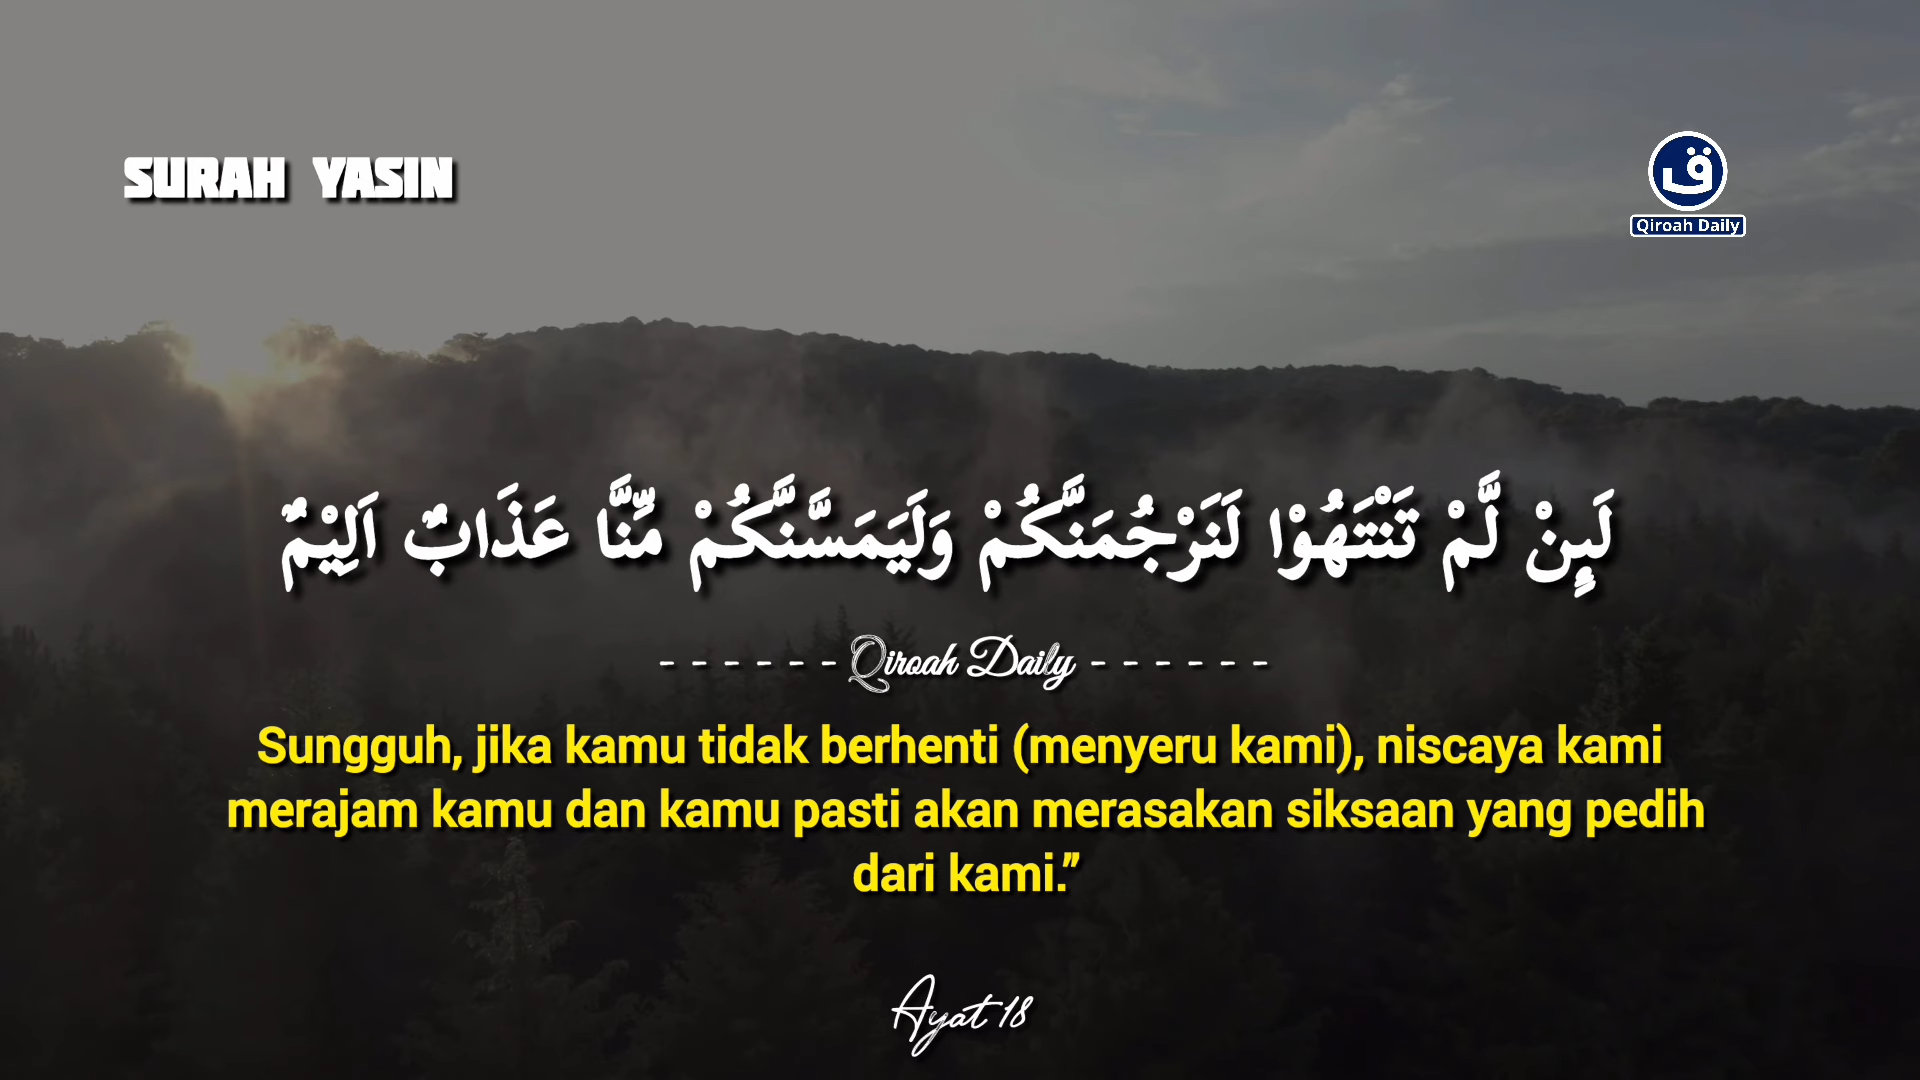 SURAH YASIN
ق
Qiroah Daily
لَىِٕنْ لَّمْ تَنْتَهُوْا لَنَرْجُمَنَّكُمْ وَلَيَمَسَّنَّكُمْ مِّنَّا عَذَابٌ اَلِيْمٌ
- - - - - - Qiroah Daily - - - - - -
Sungguh, jika kamu tidak berhenti (menyeru kami), niscaya kami
merajam kamu dan kamu pasti akan merasakan siksaan yang pedih
dari kami.”
Ayat 18